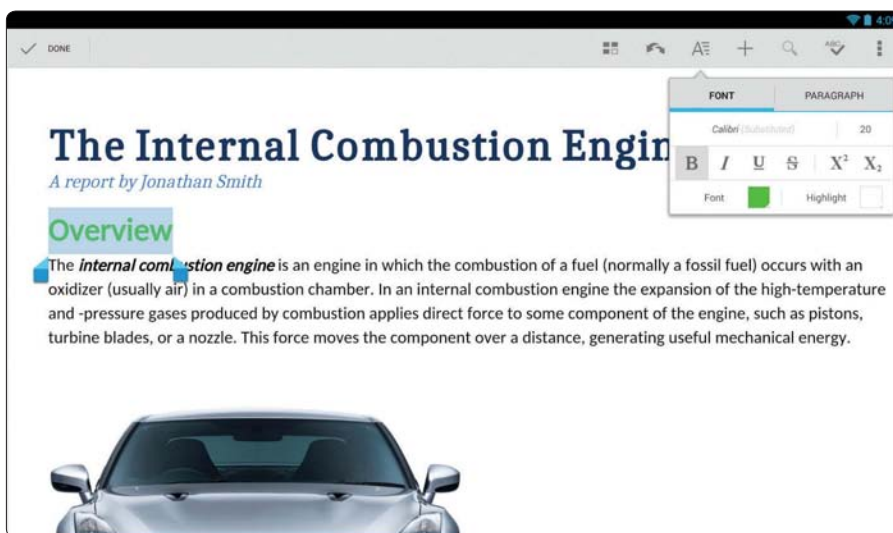 4:0
DONE
ABC
FONT PARAGRAPH
Calibri (Substituted) 20
B I U S X² X₂
Font Highlight
The Internal Combustion Engin
A report by Jonathan Smith
Overview
The internal combustion engine is an engine in which the combustion of a fuel (normally a fossil fuel) occurs with an
oxidizer (usually air) in a combustion chamber. In an internal combustion engine the expansion of the high-temperature
and -pressure gases produced by combustion applies direct force to some component of the engine, such as pistons,
turbine blades, or a nozzle. This force moves the component over a distance, generating useful mechanical energy.